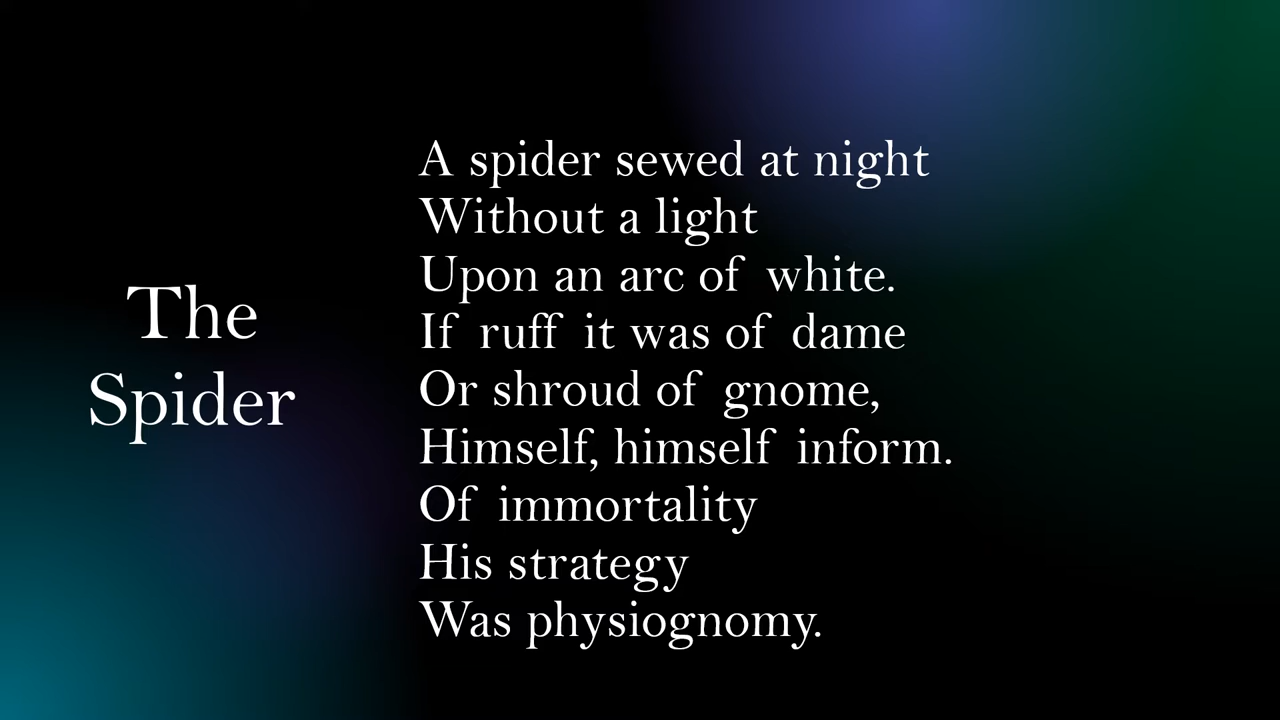 The
Spider
A spider sewed at night
Without a light
Upon an arc of white.
If ruff it was of dame
Or shroud of gnome,
Himself, himself inform.
Of immortality
His strategy
Was physiognomy.